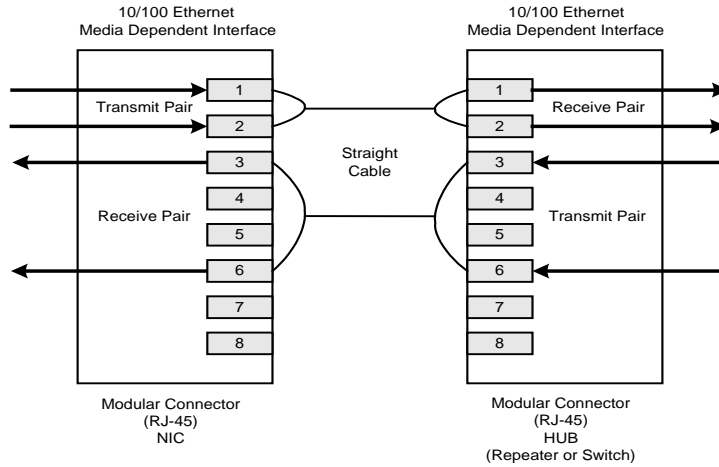 10/100 Ethernet
Media Dependent Interface
10/100 Ethernet
Media Dependent Interface
1
Transmit Pair
2
3
4
Receive Pair
5
6
7
8
Straight
Cable
1
Receive Pair
2
3
4
Transmit Pair
5
6
7
8
Modular Connector
(RJ-45)
NIC
Modular Connector
(RJ-45)
HUB
(Repeater or Switch)